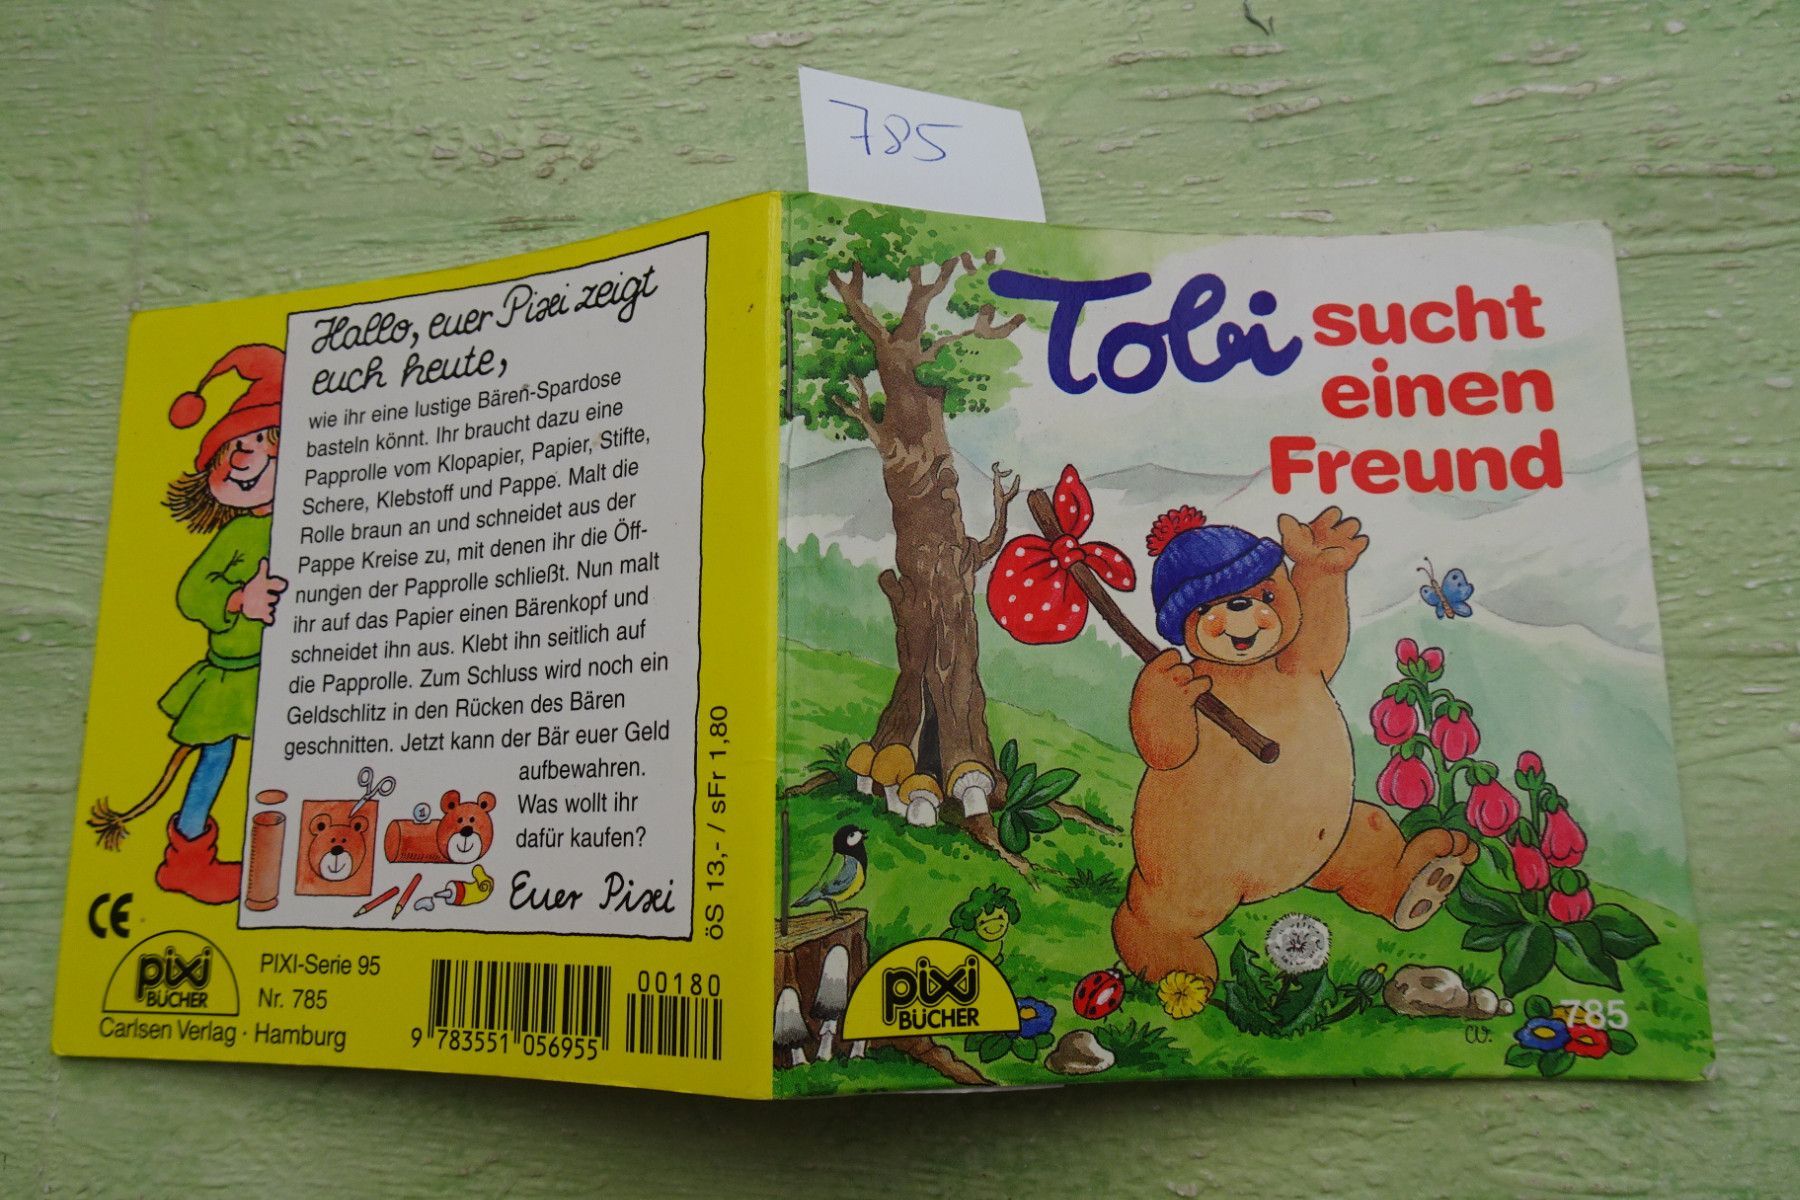 785
Hallo, euer Pixi zeigt
euch heute,
wie ihr eine lustige Bären-Spardose
basteln könnt. Ihr braucht dazu eine
Papprolle vom Klopapier, Papier, Stifte,
Schere, Klebstoff und Pappe. Malt die
Rolle braun an und schneidet aus der
Pappe Kreise zu, mit denen ihr die Öff-
nungen der Papprolle schließt. Nun malt
ihr auf das Papier einen Bärenkopf und
schneidet ihn aus. Klebt ihn seitlich auf
die Papprolle. Zum Schluss wird noch ein
Geldschlitz in den Rücken des Bären
geschnitten. Jetzt kann der Bär euer Geld
aufbewahren.
Was wollt ihr
dafür kaufen?
1
Euer Pixi
öS 13,- / sFr 1,80
CE
pixi
BÜCHER
PIXI-Serie 95
Nr. 785
Carlsen Verlag · Hamburg
00180
9 783551 056955
Tobi sucht
einen
Freund
pixi
BÜCHER
CW.
785